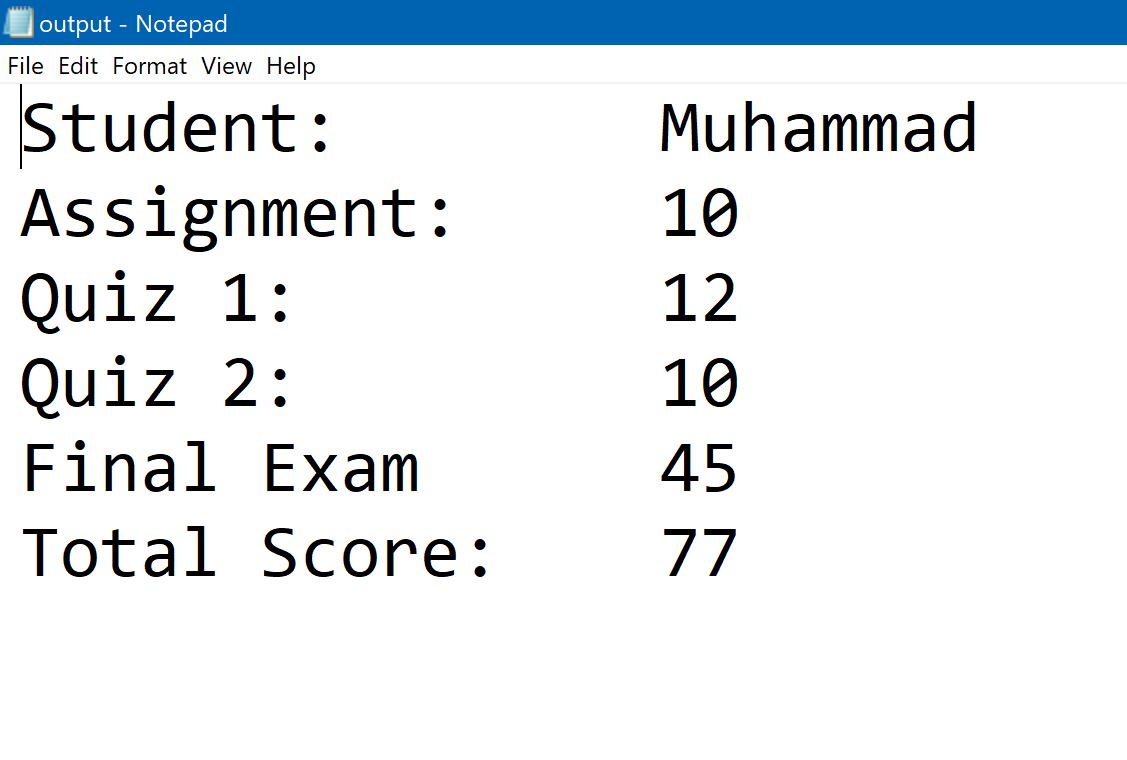 output - Notepad
File Edit Format View Help
Student: Muhammad
Assignment: 10
Quiz 1: 12
Quiz 2: 10
Final Exam 45
Total Score: 77